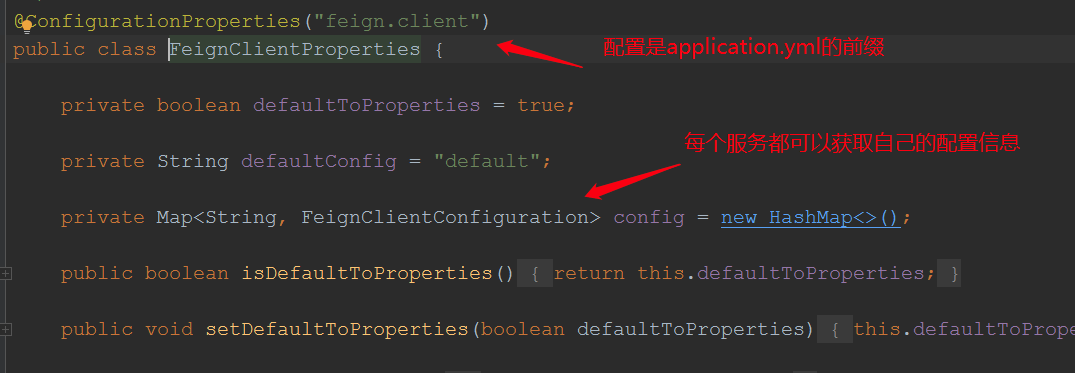 @ConfigurationProperties("feign.client")
public class FeignClientProperties {
配置是application.yml的前缀
private boolean defaultToProperties = true;
每个服务都可以获取自己的配置信息
private String defaultConfig = "default";
private Map<String, FeignClientConfiguration> config = new HashMap<>();
public boolean isDefaultToProperties() { return this.defaultToProperties; }
public void setDefaultToProperties(boolean defaultToProperties) { this.defaultToPrope